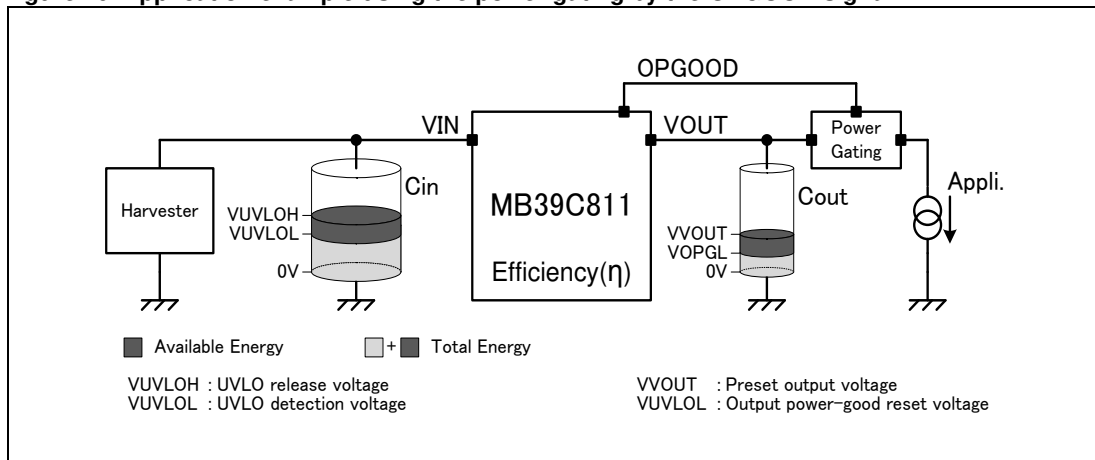 OPGOOD
VIN
VOUT
Power
Gating
Harvester
Cin
VUVLOH
VUVLOL
0V
MB39C811
Efficiency(η)
Cout
VVOUT
VOPGL
0V
Appli.
Available Energy
+ Total Energy
VUVLOH : UVLO release voltage
VUVLOL : UVLO detection voltage
VVOUT : Preset output voltage
VUVLOL : Output power-good reset voltage